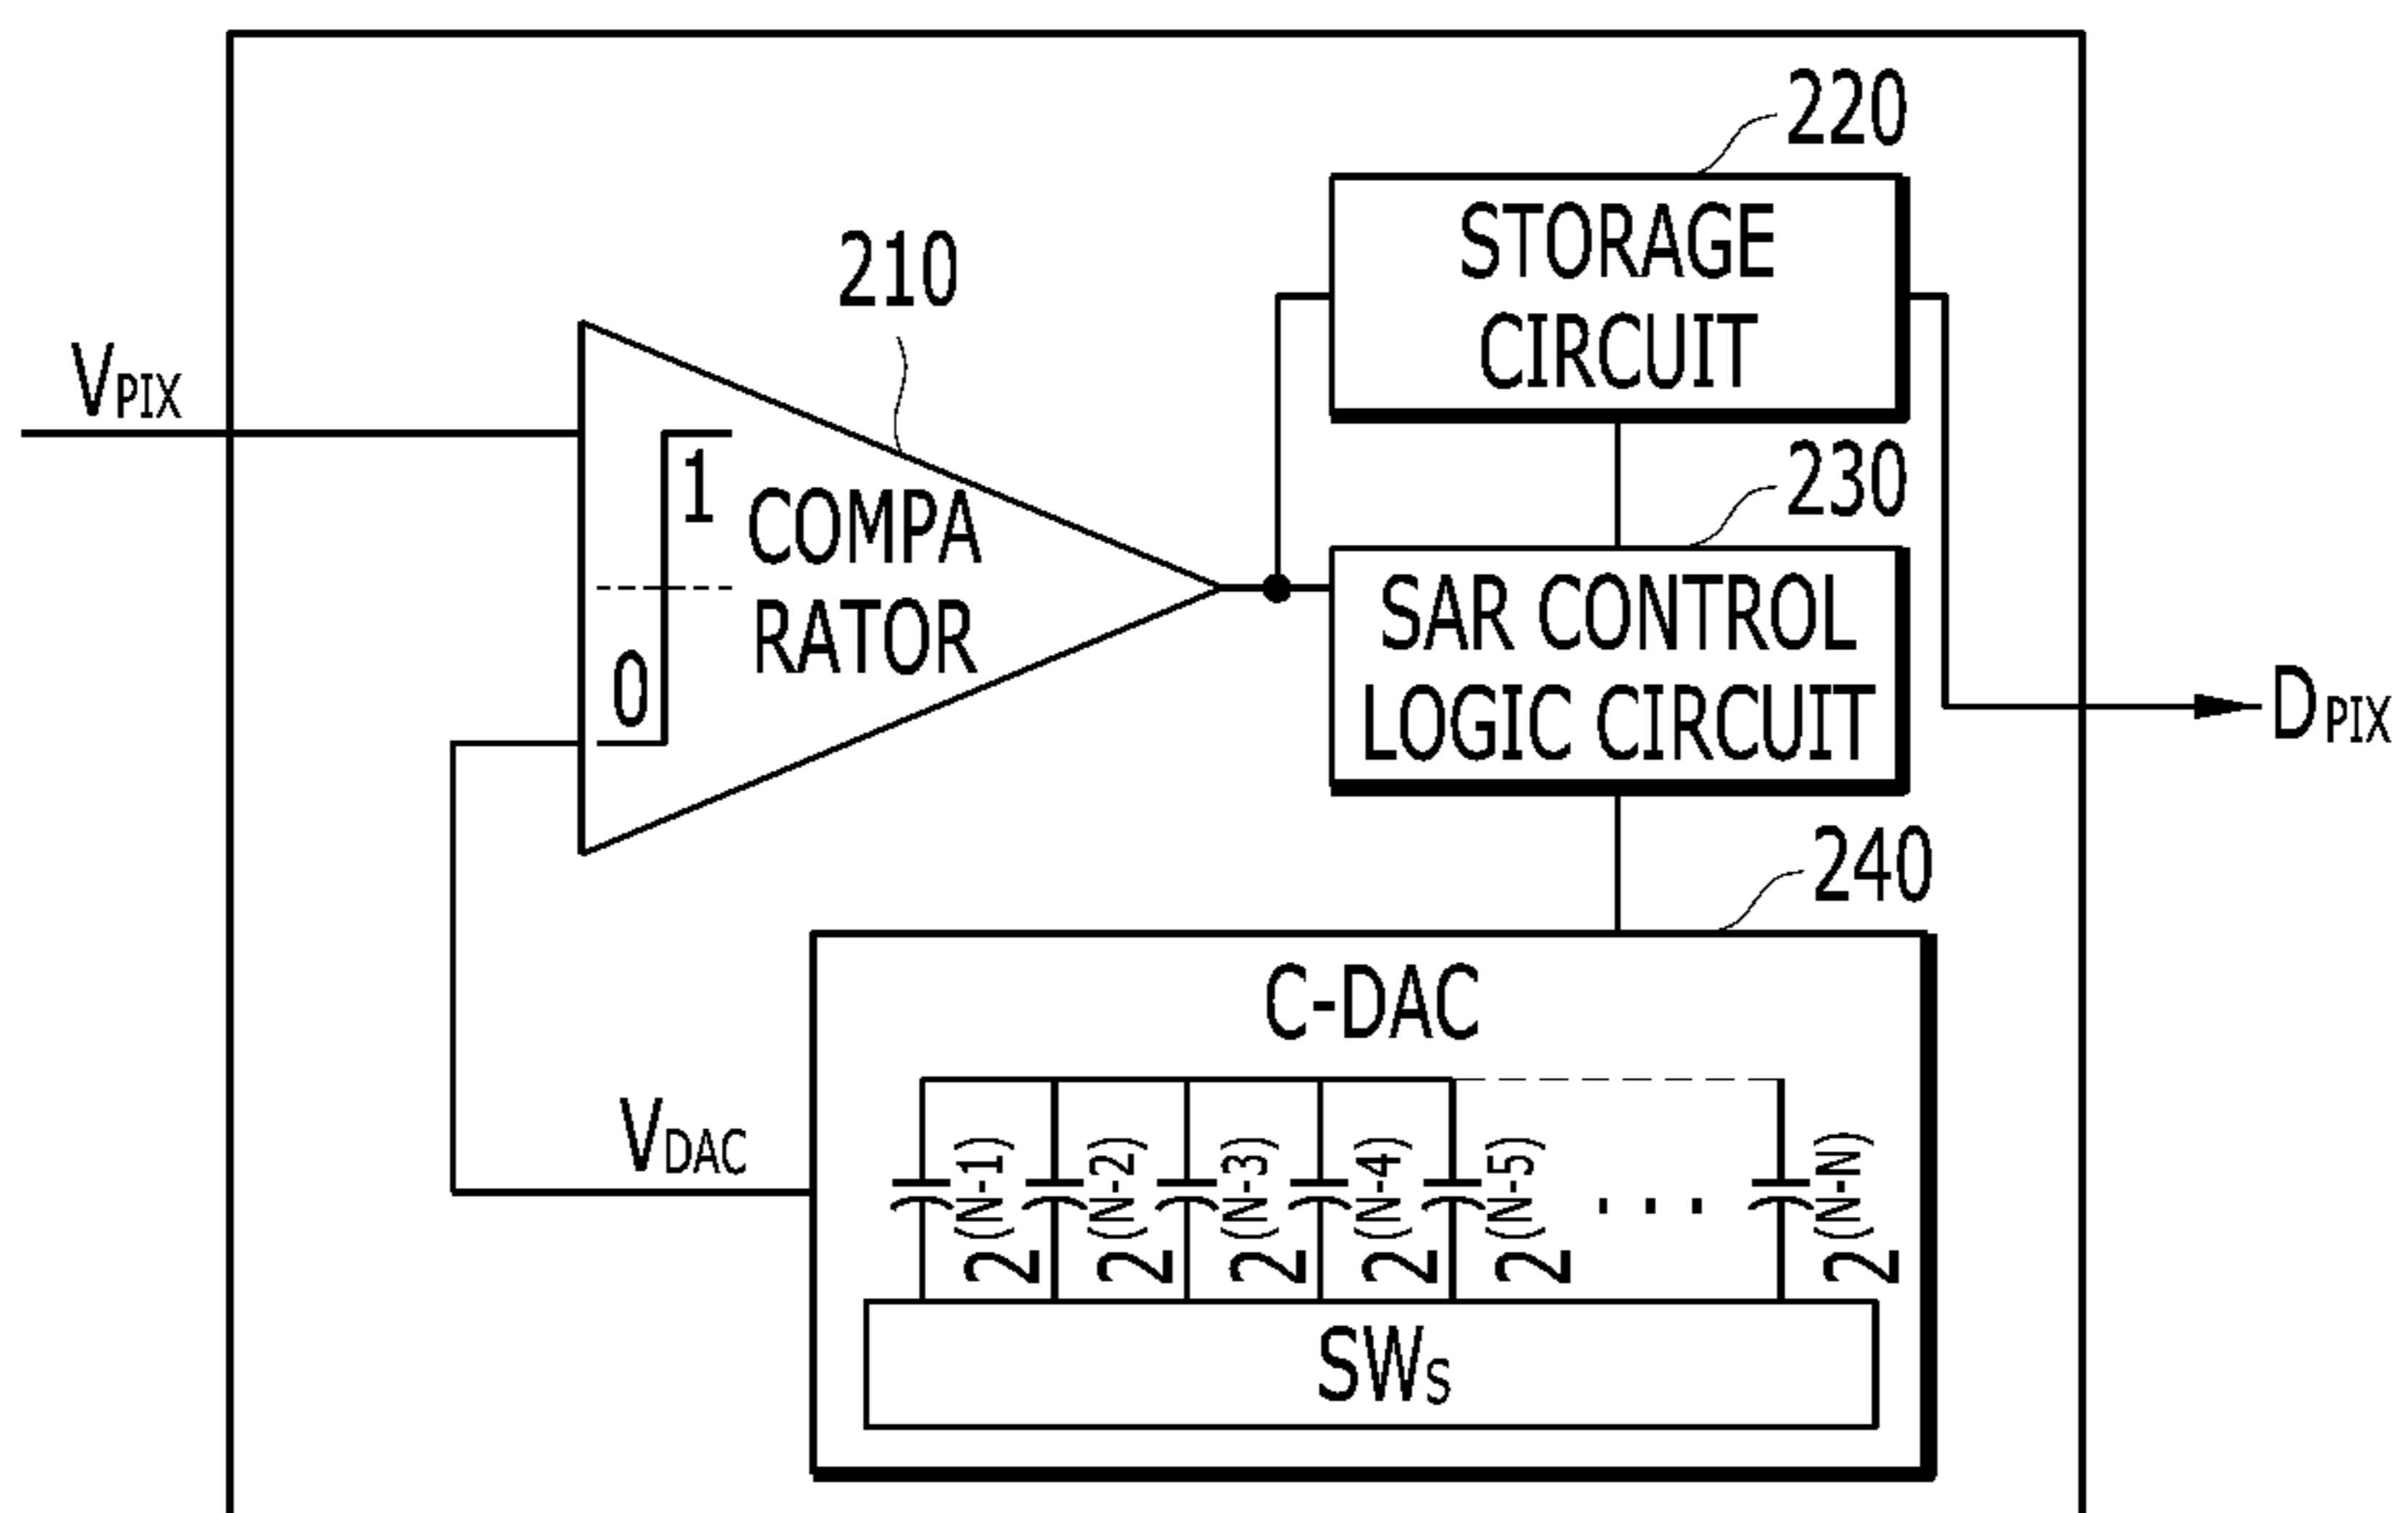 220
STORAGE
CIRCUIT
210
VPIX
1
COMPA
RATOR
0
230
SAR CONTROL
LOGIC CIRCUIT
DPIX
240
C-DAC
VDAC
2(N-1)
2(N-2)
2(N-3)
2(N-4)
2(N-5)
...
2(N-N)
SWS